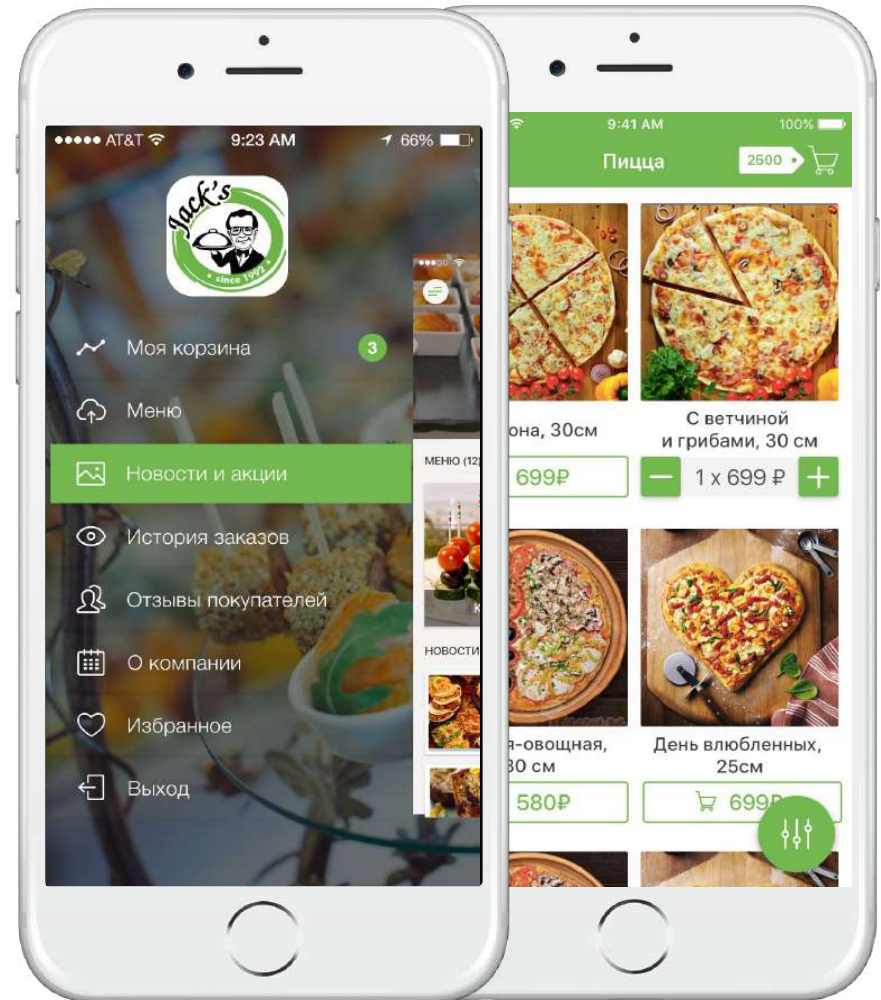 AT&T
9:23 AM
66%
Jack's
since 1992
Моя корзина
3
Меню
Новости и акции
История заказов
Отзывы покупателей
О компании
Избранное
Выход
МЕНЮ (12)
К
НОВОСТИ
9:41 AM
100%
Пицца
2500
она, 30см
699₽
С ветчиной
и грибами, 30 см
1 x 699 ₽
я-овощная,
30 см
580₽
День влюбленных,
25см
699₽